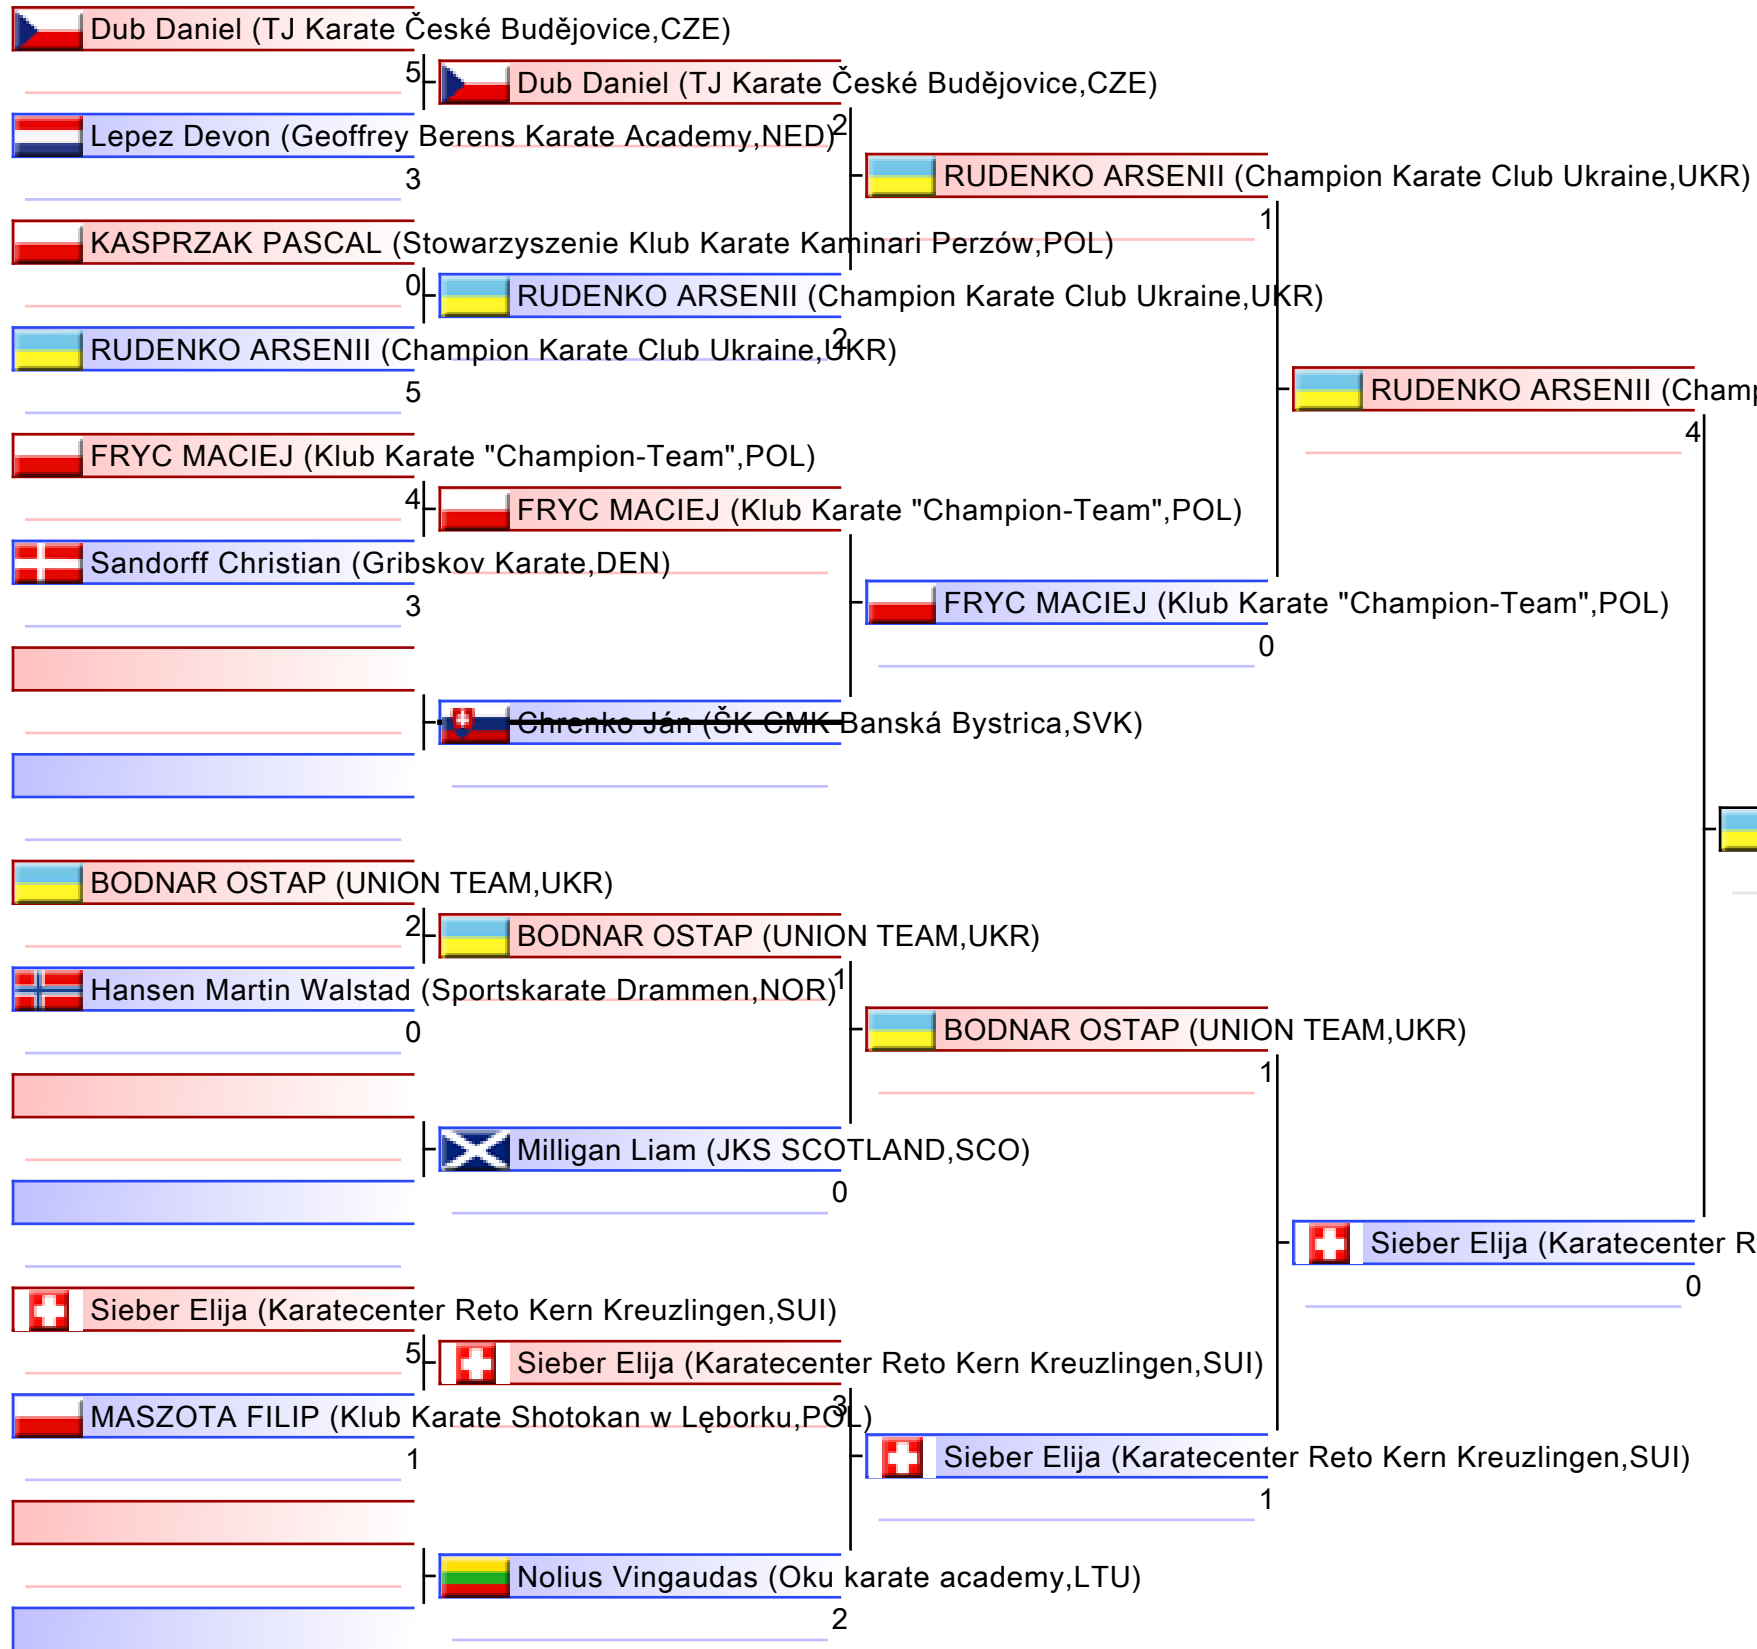 Dub Daniel (TJ Karate České Budějovice,CZE)
5
Dub Daniel (TJ Karate České Budějovice,CZE)
Lepez Devon (Geoffrey Berens Karate Academy,NED)
2
3
RUDENKO ARSENII (Champion Karate Club Ukraine,UKR)
1
KASPRZAK PASCAL (Stowarzyszenie Klub Karate Kaminari Perzów,POL)
0
RUDENKO ARSENII (Champion Karate Club Ukraine,UKR)
2
RUDENKO ARSENII (Champion Karate Club Ukraine,UKR)
5
RUDENKO ARSENII (Champ
4
FRYC MACIEJ (Klub Karate "Champion-Team",POL)
4
FRYC MACIEJ (Klub Karate "Champion-Team",POL)
Sandorff Christian (Gribskov Karate,DEN)
3
FRYC MACIEJ (Klub Karate "Champion-Team",POL)
0
Chrenko Ján (ŠK CMK Banská Bystrica,SVK)
BODNAR OSTAP (UNION TEAM,UKR)
2
BODNAR OSTAP (UNION TEAM,UKR)
1
Hansen Martin Walstad (Sportskarate Drammen,NOR)
0
BODNAR OSTAP (UNION TEAM,UKR)
1
Milligan Liam (JKS SCOTLAND,SCO)
0
Sieber Elija (Karatecenter R
0
Sieber Elija (Karatecenter Reto Kern Kreuzlingen,SUI)
5
Sieber Elija (Karatecenter Reto Kern Kreuzlingen,SUI)
3
MASZOTA FILIP (Klub Karate Shotokan w Lęborku,POL)
1
Sieber Elija (Karatecenter Reto Kern Kreuzlingen,SUI)
1
Nolius Vingaudas (Oku karate academy,LTU)
2